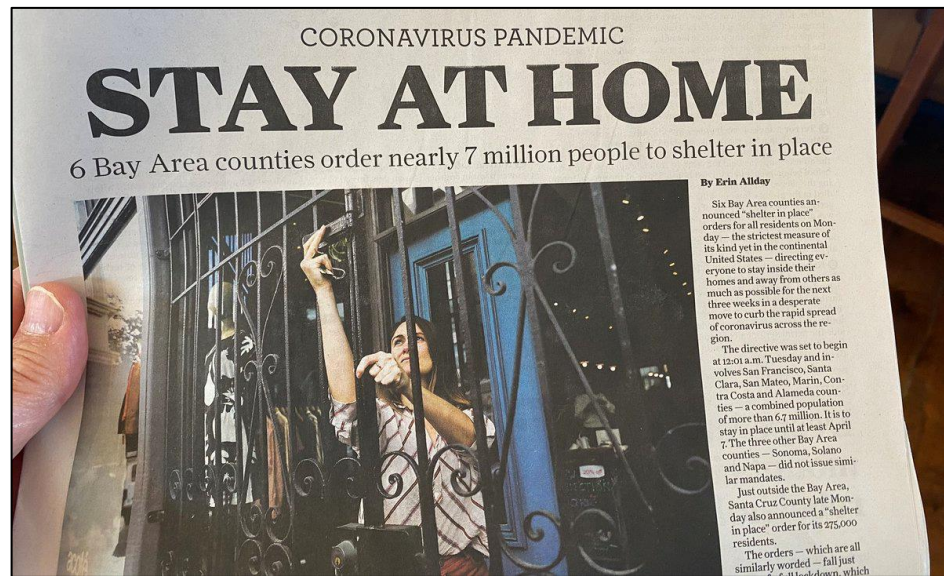 CORONAVIRUS PANDEMIC
STAY AT HOME
6 Bay Area counties order nearly 7 million people to shelter in place
By Erin Allday
Six Bay Area counties an-
nounced “shelter in place”
orders for all residents on Mon-
day — the strictest measure of
its kind yet in the continental
United States — directing ev-
eryone to stay inside their
homes and away from others as
much as possible for the next
three weeks in a desperate
move to curb the rapid spread
of coronavirus across the re-
gion.
The directive was set to begin
at 12:01 a.m. Tuesday and in-
volves San Francisco, Santa
Clara, San Mateo, Marin, Con-
tra Costa and Alameda coun-
ties — a combined population
of more than 6.7 million. It is to
stay in place until at least April
7. The three other Bay Area
counties — Sonoma, Solano
and Napa — did not issue simi-
lar mandates.
Just outside the Bay Area,
Santa Cruz County late Mon-
day also announced a “shelter
in place” order for its 275,000
residents.
The orders — which are all
similarly worded — fall just
lockdown, which
20% off